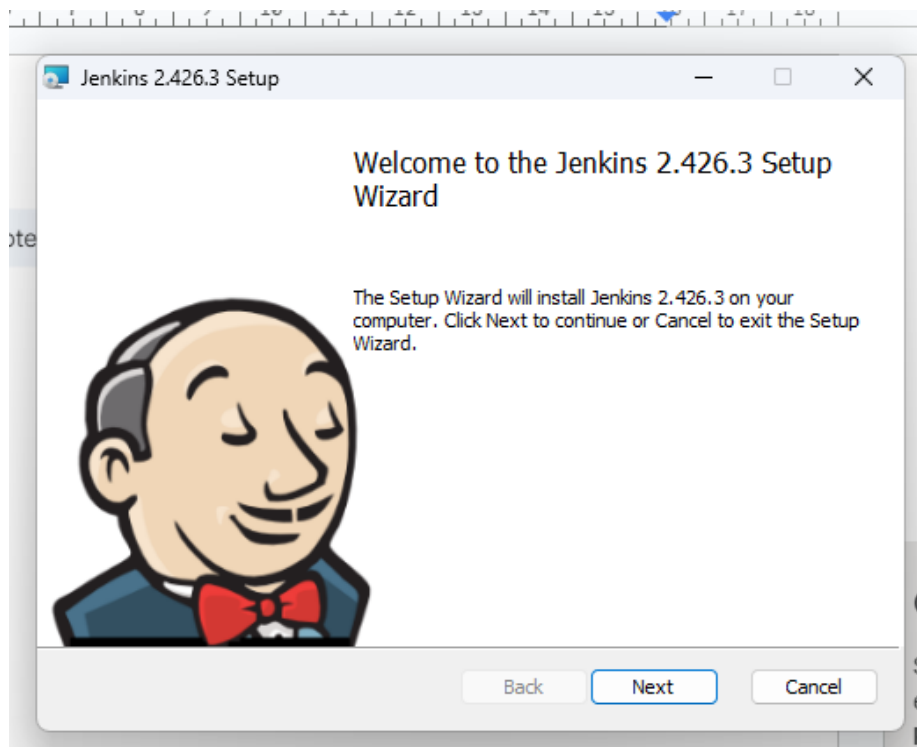 Jenkins 2.426.3 Setup
Welcome to the Jenkins 2.426.3 Setup
Wizard
The Setup Wizard will install Jenkins 2.426.3 on your
computer. Click Next to continue or Cancel to exit the Setup
Wizard.
Back Next Cancel